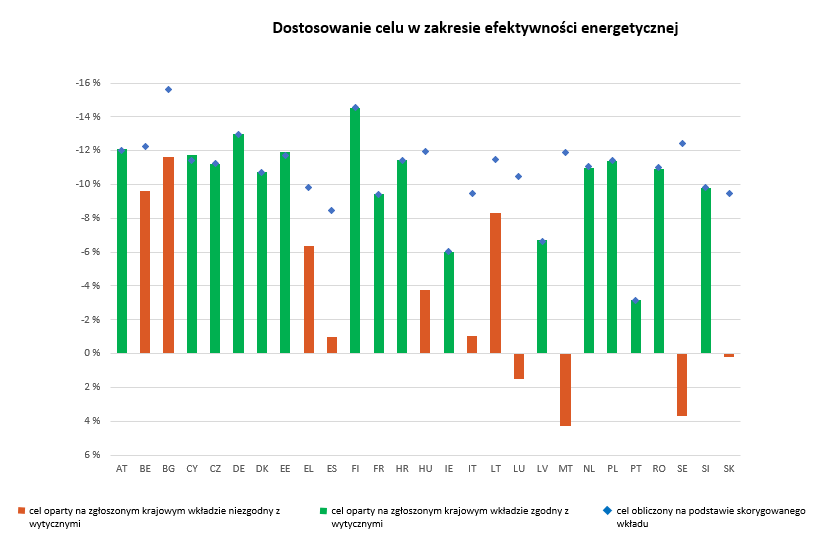 Dostosowanie celu w zakresie efektywności energetycznej
-16 %
-14 %
-12 %
-10 %
-8 %
-6 %
-4 %
-2 %
0 %
2 %
4 %
6 %
AT BE BG CY CZ DE DK EE EL ES FI FR HR HU IE IT LT LU LV MT NL PL PT RO SE SI SK
cel oparty na zgłoszonym krajowym wkładzie niezgodny z
wytycznymi
cel oparty na zgłoszonym krajowym wkładzie zgodny z
wytycznymi
cel obliczony na podstawie skorygowanego
wkładu